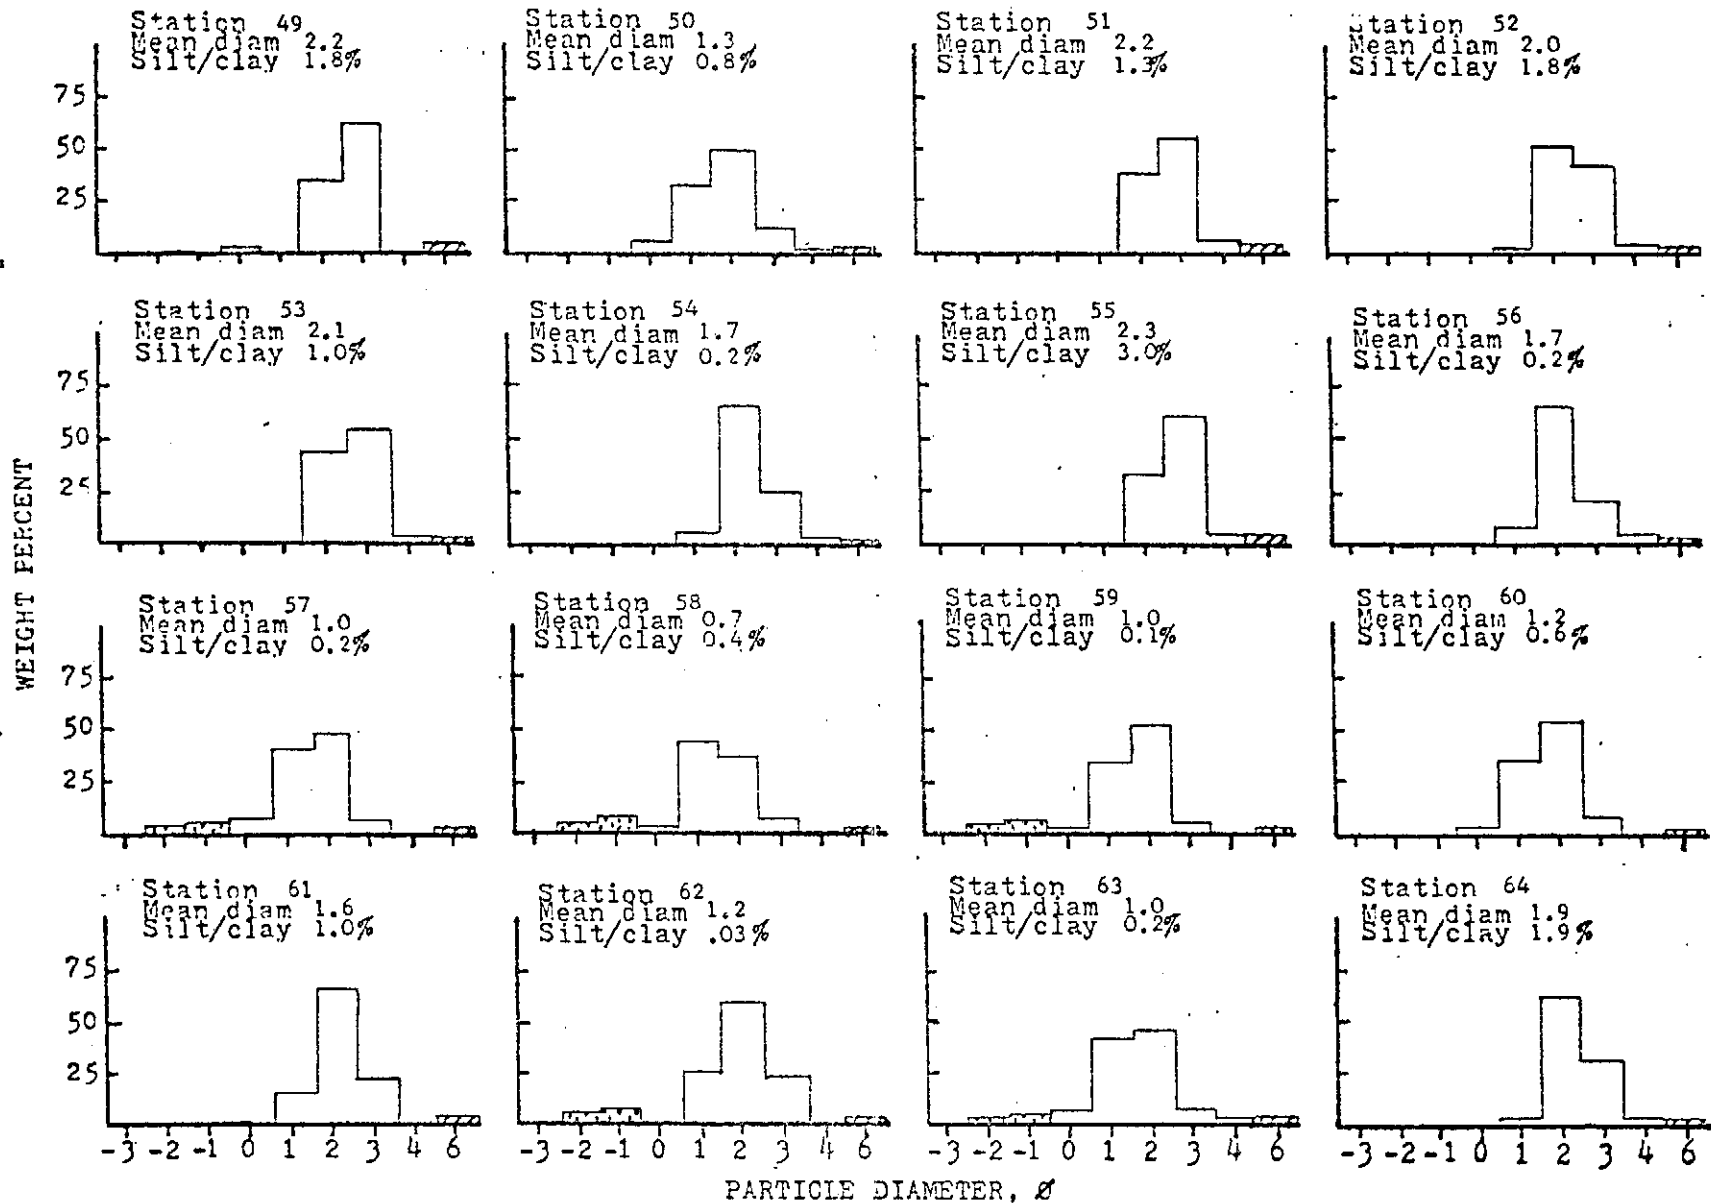 Station 49
Mean diam 2.2
Silt/clay 1.8%
Station 50
Mean diam 1.3
Silt/clay 0.8%
Station 51
Mean diam 2.2
Silt/clay 1.3%
Station 52
Mean diam 2.0
Silt/clay 1.8%
75
50
25
Station 53
Mean diam 2.1
Silt/clay 1.0%
Station 54
Mean diam 1.7
Silt/clay 0.2%
Station 55
Mean diam 2.3
Silt/clay 3.0%
Station 56
Mean diam 1.7
Silt/clay 0.2%
75
50
25
WEIGHT PERCENT
Station 57
Mean diam 1.0
Silt/clay 0.2%
Station 58
Mean diam 0.7
Silt/clay 0.4%
Station 59
Mean diam 1.0
Silt/clay 0.1%
Station 60
Mean diam 1.2
Silt/clay 0.6%
75
50
25
Station 61
Mean diam 1.6
Silt/clay 1.0%
Station 62
Mean diam 1.2
Silt/clay .03%
Station 63
Mean diam 1.0
Silt/clay 0.2%
Station 64
Mean diam 1.9
Silt/clay 1.9%
75
50
25
-3 -2 -1 0 1 2 3 4 6
-3 -2 -1 0 1 2 3 4 6
-3 -2 -1 0 1 2 3 4 6
-3 -2 -1 0 1 2 3 4 6
PARTICLE DIAMETER, Ø